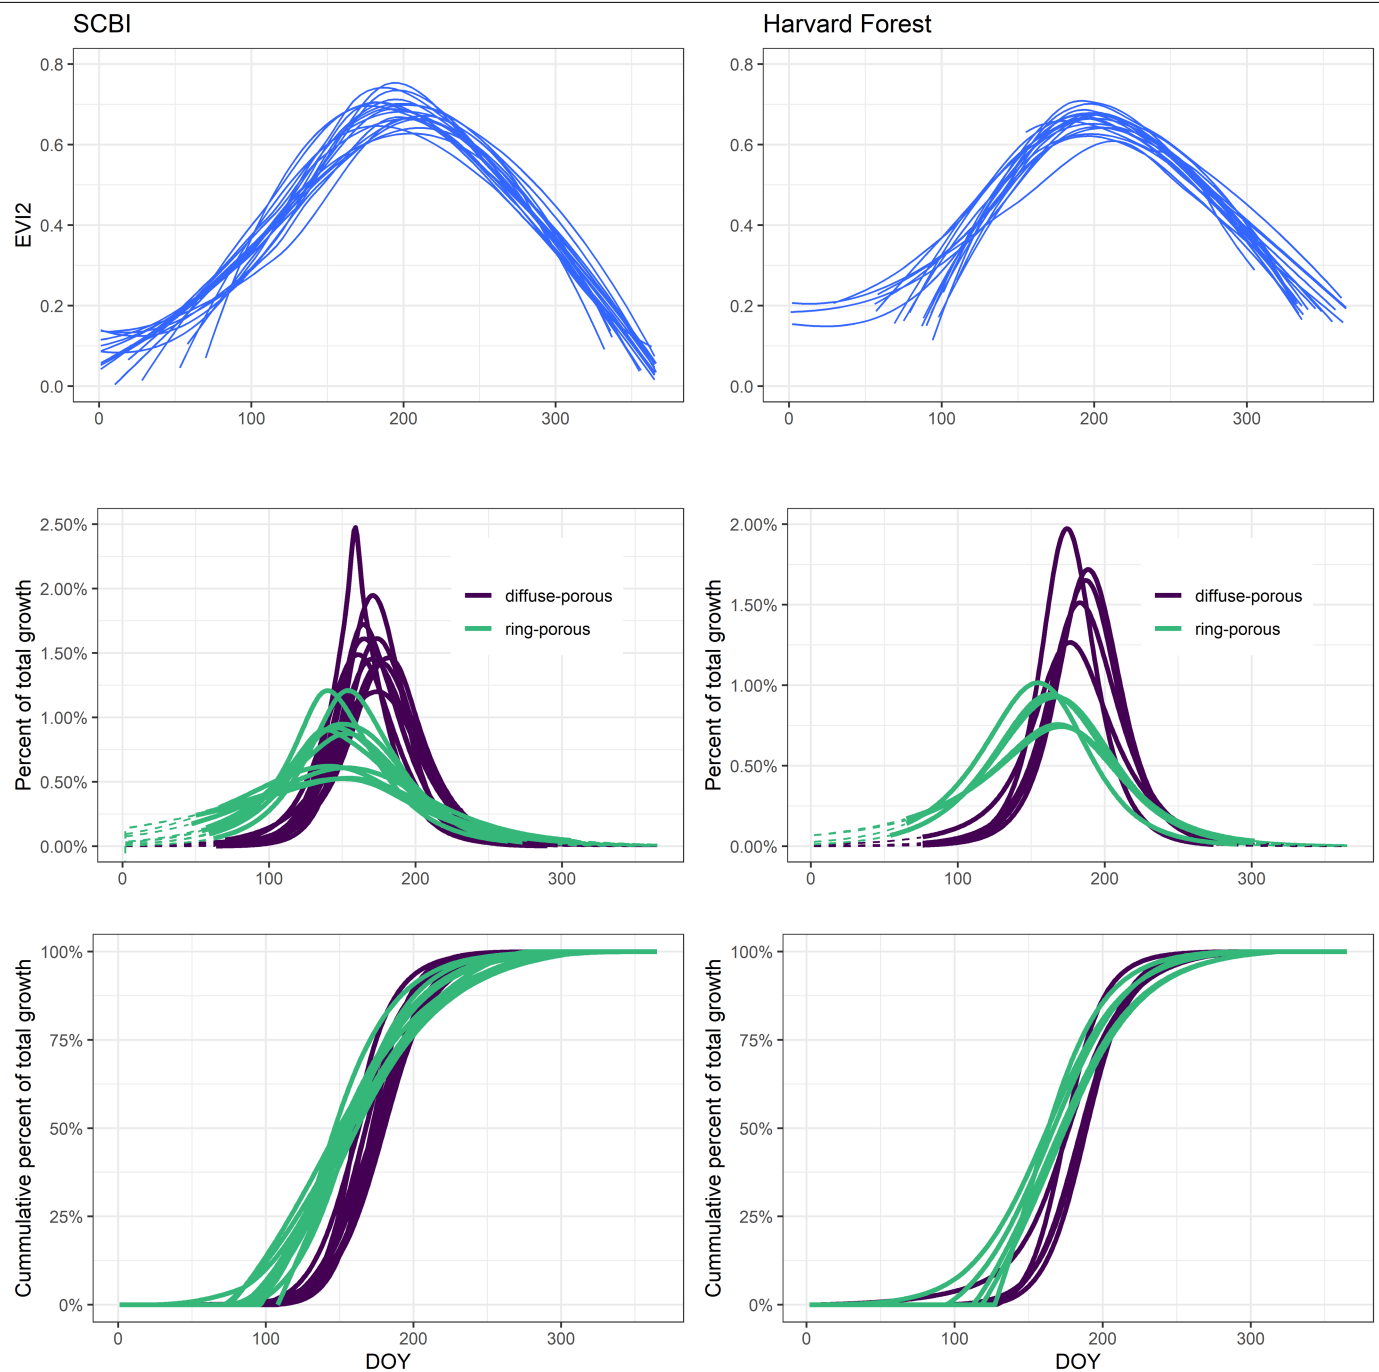 SCBI
Harvard Forest
EVI2
0.8
0.6
0.4
0.2
0.0
0 100 200 300
0.8
0.6
0.4
0.2
0.0
0 100 200 300
Percent of total growth
2.50%
2.00%
1.50%
1.00%
0.50%
0.00%
diffuse-porous
ring-porous
0 100 200 300
Percent of total growth
2.00%
1.50%
1.00%
0.50%
0.00%
diffuse-porous
ring-porous
0 100 200 300
Cummulative percent of total growth
100%
75%
50%
25%
0%
0 100 200 300
DOY
Cummulative percent of total growth
100%
75%
50%
25%
0%
0 100 200 300
DOY